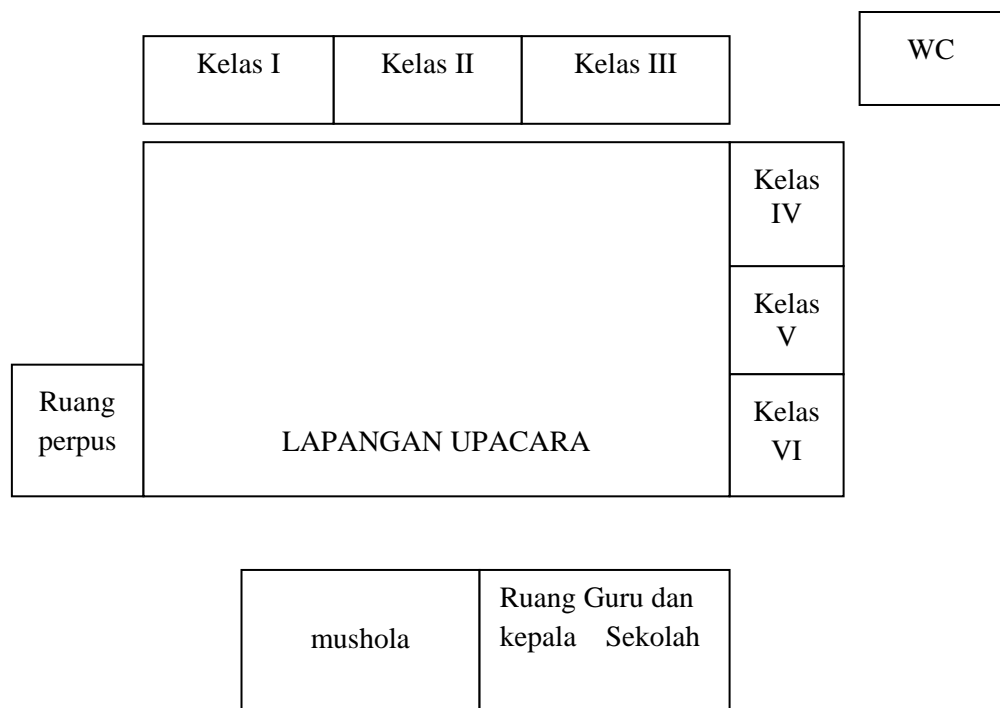 Kelas I
Kelas II
Kelas III
WC
Kelas
IV
Kelas
V
Ruang
perpus
LAPANGAN UPACARA
Kelas
VI
mushola
Ruang Guru dan
kepala Sekolah